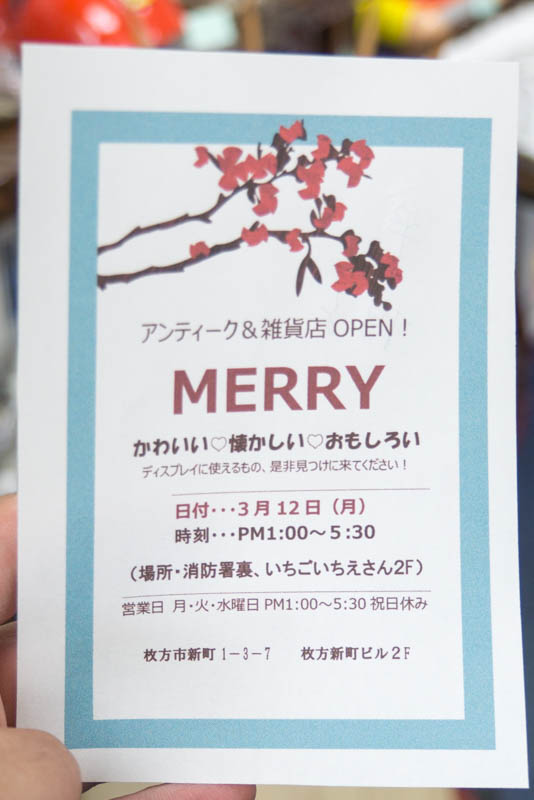 アンティーク＆雑貨店 OPEN！
MERRY
かわいい♡懐かしい♡おもしろい
ディスプレイに使えるもの、是非見つけに来てください！
日付･･･3月12日（月）
時刻･･･PM1:00～5:30
（場所・消防署裏、いちごいちえさん2F）
営業日 月・火・水曜日 PM1:00～5:30 祝日休み
枚方市新町1－3－7　枚方新町ビル2F